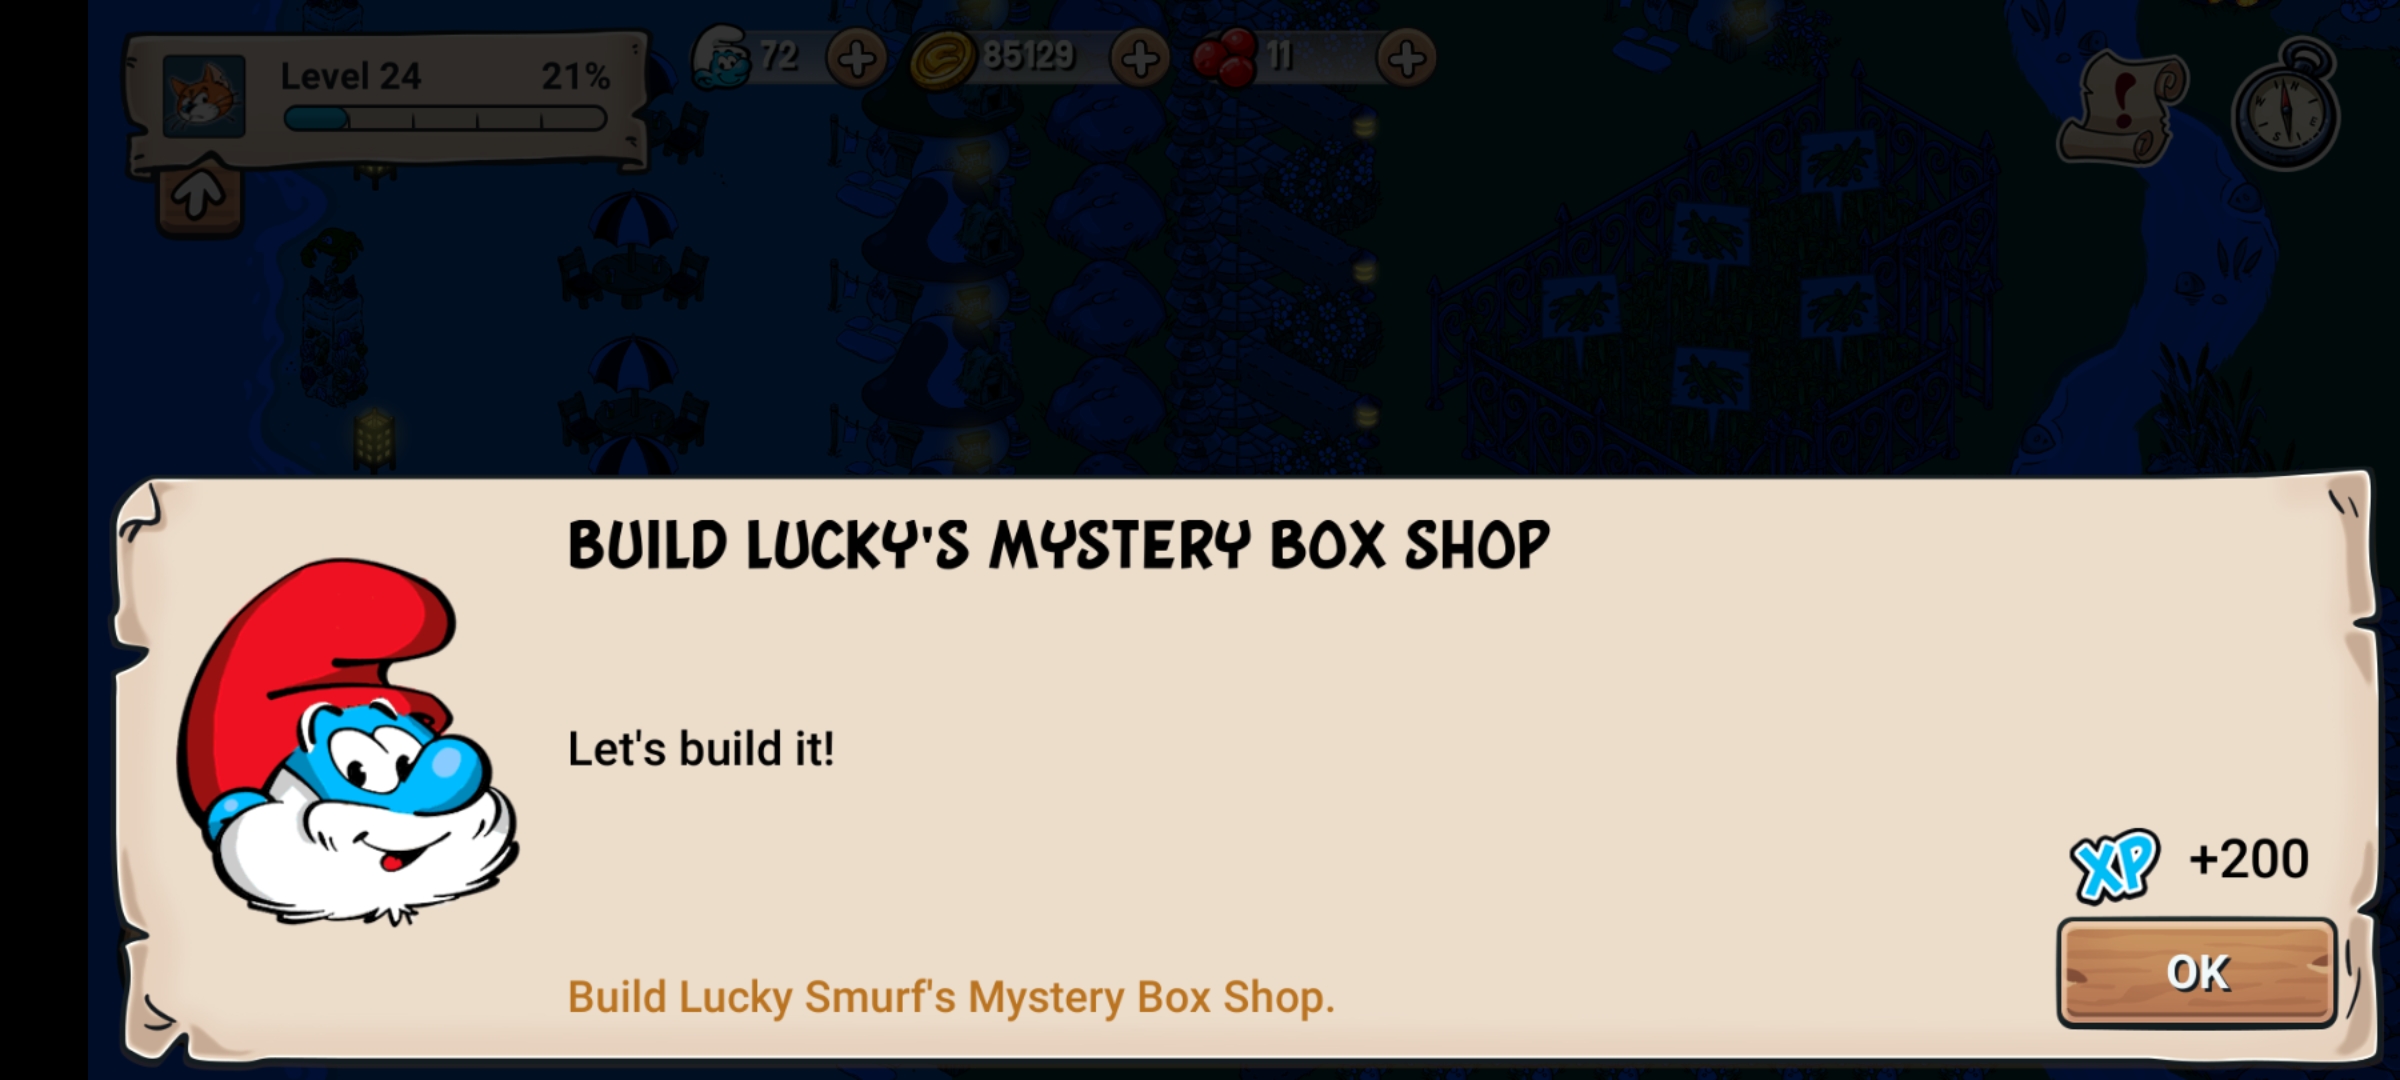 Level 24 21%
72
85129
11
BUILD LUCKY'S MYSTERY BOX SHOP
Let's build it!
XP +200
Build Lucky Smurf's Mystery Box Shop.
OK